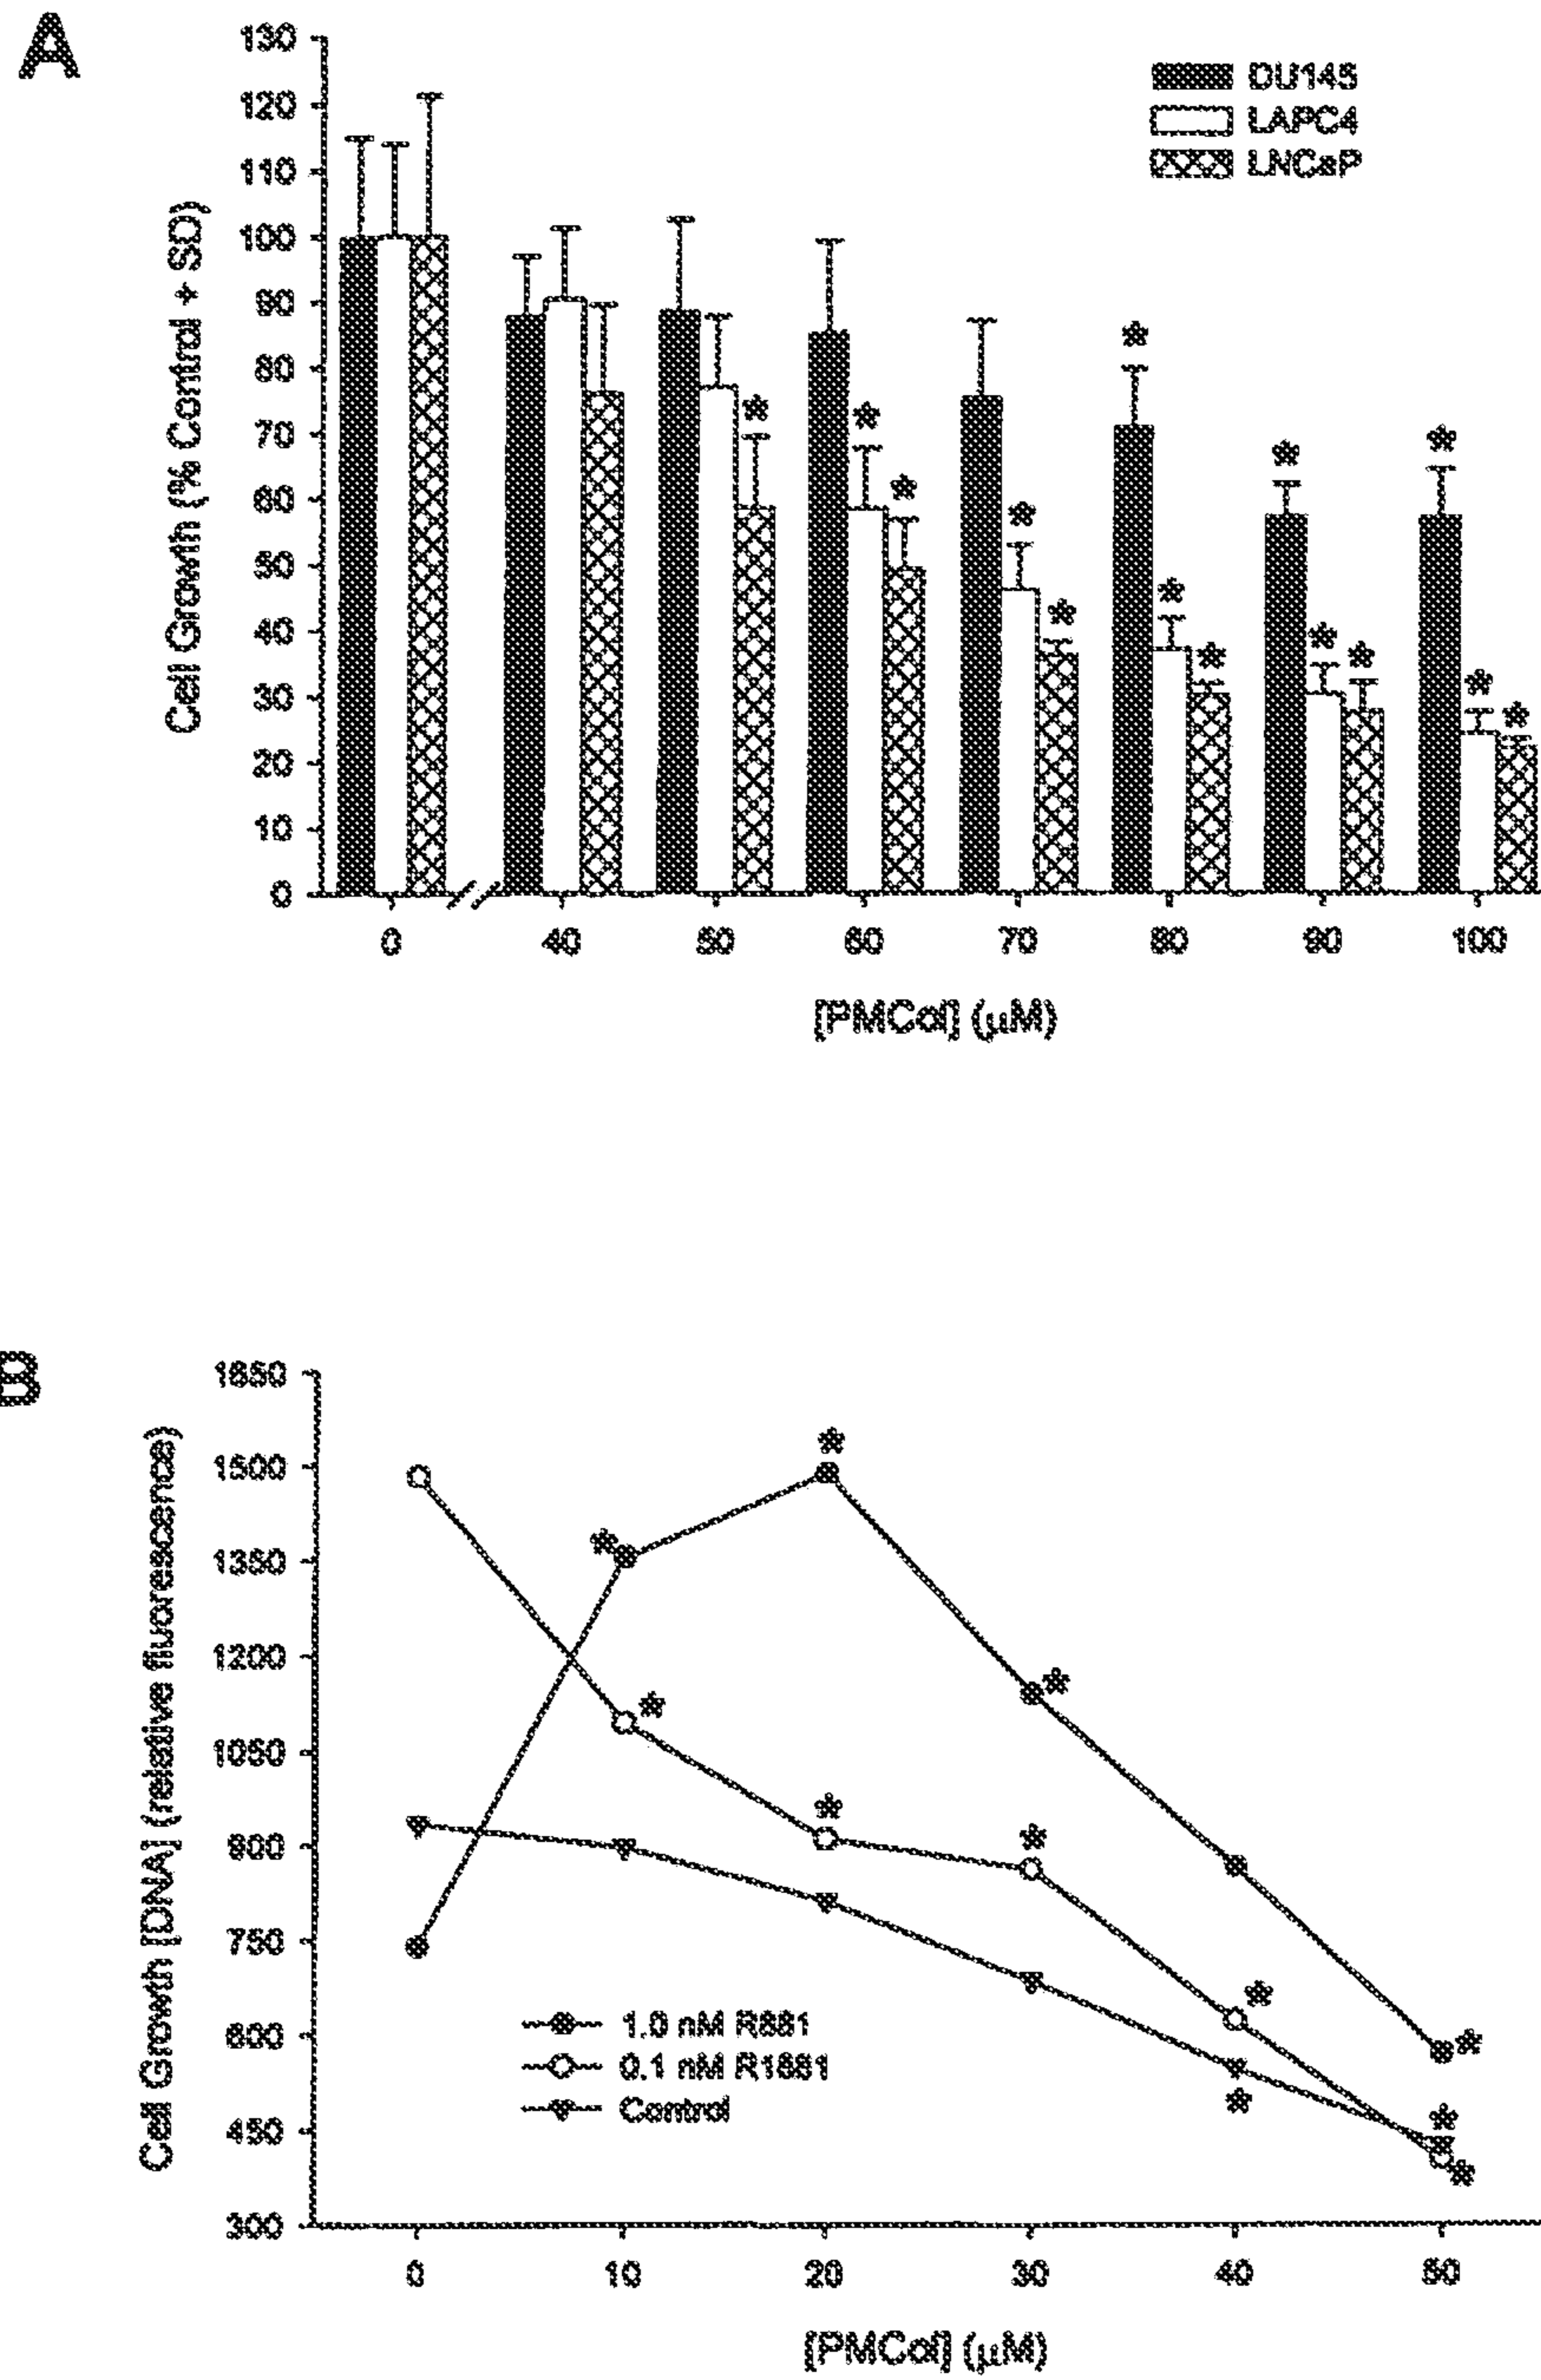 A
130
120
110
100
90
80
70
60
50
40
30
20
10
0
Cell Growth (% Control + SD)
DU145
LAPC4
LNCaP
* * * * * * * * * * * * * *
0 40 50 60 70 80 90 100
[PMCol] (μM)
B
1650
1500
1350
1200
1050
900
750
600
450
300
Cell Growth [DNA] (relative fluorescence)
* * * * * * * * * * * *
1.0 nM R881
0.1 nM R1881
Control
0 10 20 30 40 50
[PMCol] (μM)